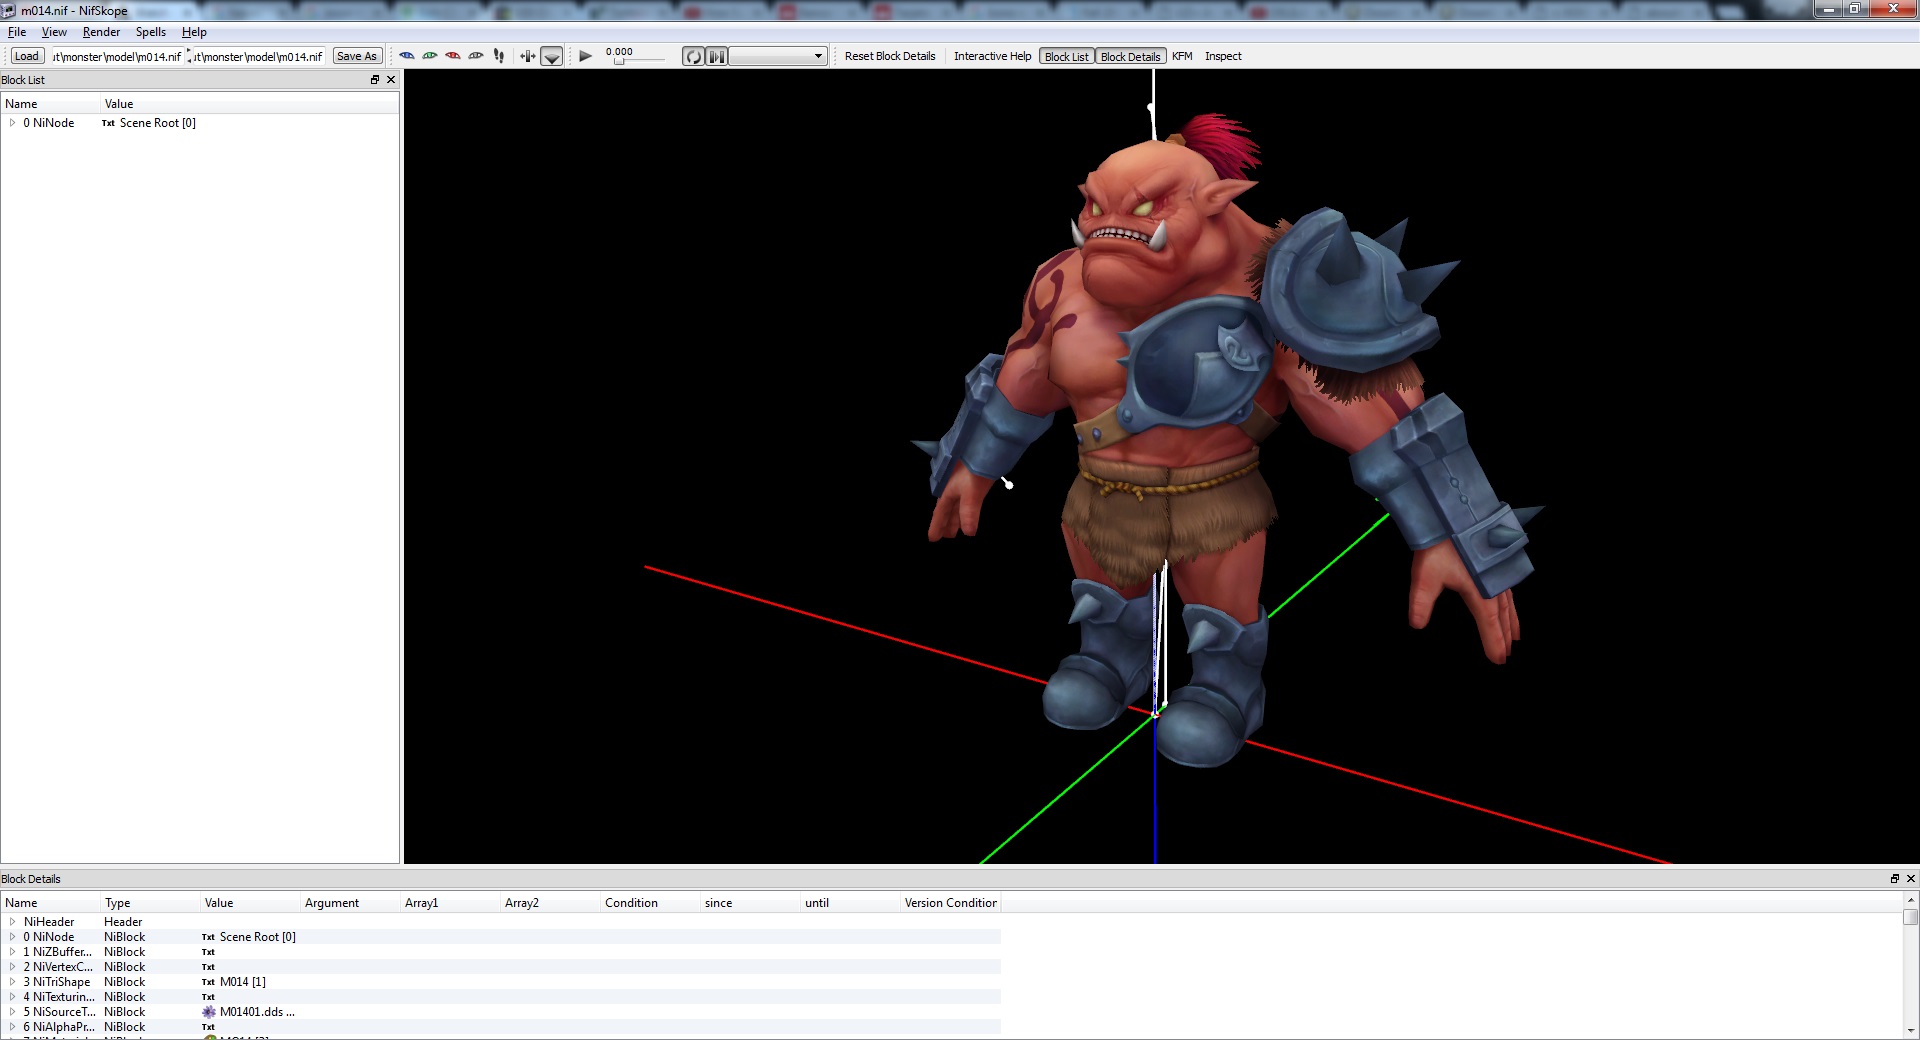 m014.nif - NifSkope
File View Render Spells Help
Load ıt\monster\model\m014.nif ıt\monster\model\m014.nif Save As 0.000 Reset Block Details Interactive Help Block List Block Details KFM Inspect
Block List
Name Value
0 NiNode Txt Scene Root [0]
Block Details
Name Type Value Argument Array1 Array2 Condition since until Version Condition
NiHeader Header
0 NiNode NiBlock Txt Scene Root [0]
1 NiZBuffer... NiBlock Txt
2 NiVertexC... NiBlock Txt
3 NiTriShape NiBlock Txt M014 [1]
4 NiTexturin... NiBlock Txt
5 NiSourceT... NiBlock M01401.dds ...
6 NiAlphaPr... NiBlock Txt